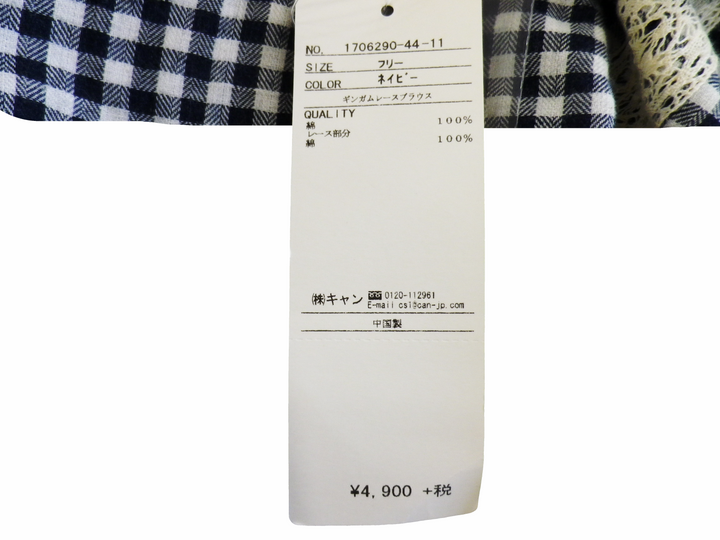 NO. 1706290-44-11
SIZE フリー
COLOR ネイビー
ギンガムレースブラウス
QUALITY
綿 100%
レース部分
綿 100%
㈱キャン 0120-112961
E-mail cs1@can-jp.com
中国製
¥4,900 +税